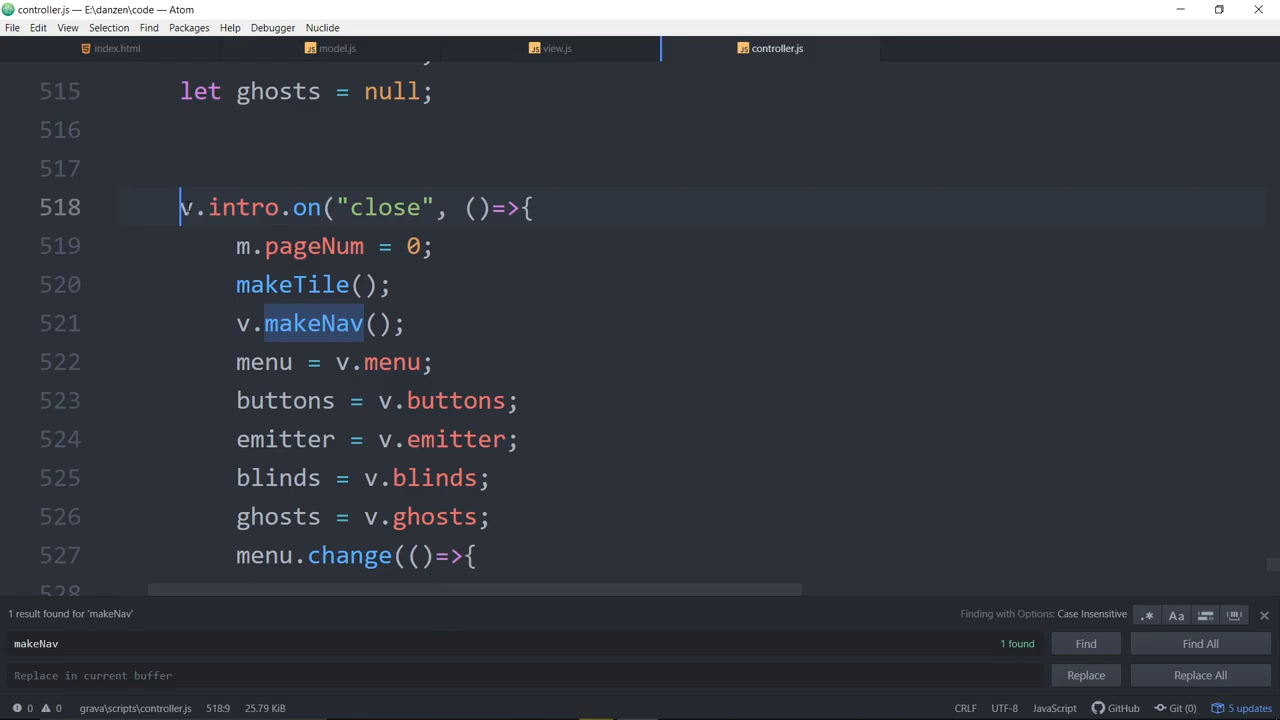 controller.js — E:\danzen\code — Atom
File Edit View Selection Find Packages Help Debugger Nuclide
index.html model.js view.js controller.js
515 let ghosts = null;
516
517
518 v.intro.on("close", ()=>{
519 m.pageNum = 0;
520 makeTile();
521 v.makeNav();
522 menu = v.menu;
523 buttons = v.buttons;
524 emitter = v.emitter;
525 blinds = v.blinds;
526 ghosts = v.ghosts;
527 menu.change(()=>{
528
1 result found for 'makeNav' Finding with Options: Case Insensitive .* Aa
makeNav 1 found Find Find All
Replace in current buffer Replace Replace All
0 0 grava\scripts\controller.js 518:9 25.79 KiB CRLF UTF-8 JavaScript GitHub Git (0) 5 updates